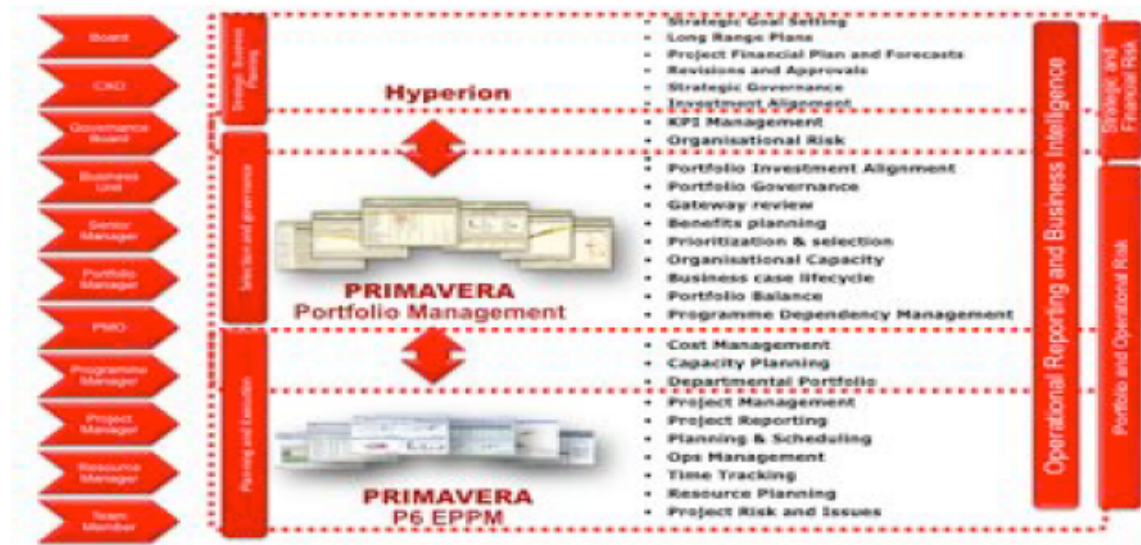 Board
CXO
Governance
Board
Business
Unit
Senior
Manager
Portfolio
Manager
PMO
Programme
Manager
Project
Manager
Resource
Manager
Team
Member
Strategic Business
Planning
Selection and governance
Planning and Execution
Hyperion
PRIMAVERA
Portfolio Management
PRIMAVERA
P6 EPPM
• Strategic Goal Setting
• Long Range Plans
• Project Financial Plan and Forecasts
• Revisions and Approvals
• Strategic Governance
• Investment Alignment
• KPI Management
• Organisational Risk
•
• Portfolio Investment Alignment
• Portfolio Governance
• Gateway review
• Benefits planning
• Prioritization & selection
• Organisational Capacity
• Business case lifecycle
• Portfolio Balance
• Programme Dependency Management
• Cost Management
• Capacity Planning
• Departmental Portfolio
• Project Management
• Project Reporting
• Planning & Scheduling
• Ops Management
• Time Tracking
• Resource Planning
• Project Risk and Issues
Operational Reporting and Business Intelligence
Strategic and
Financial Risk
Portfolio and Operational Risk